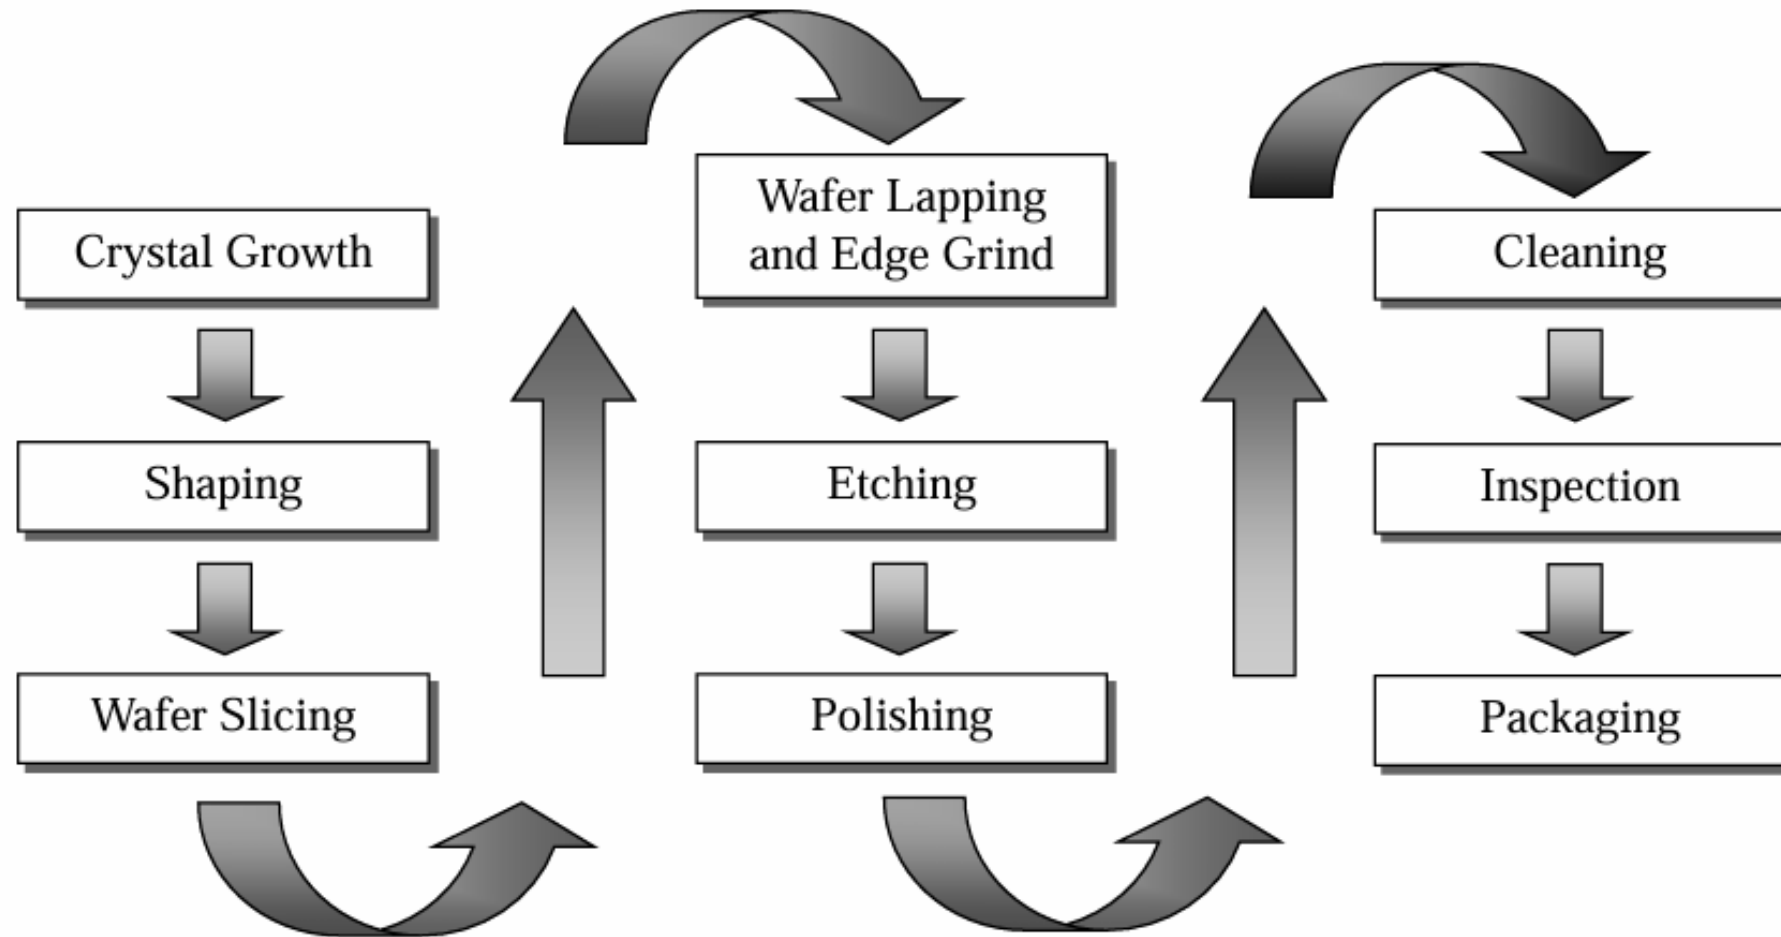 Crystal Growth
Shaping
Wafer Slicing
Wafer Lapping
and Edge Grind
Etching
Polishing
Cleaning
Inspection
Packaging